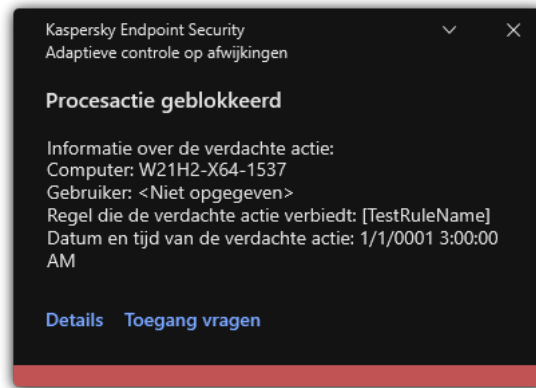 Kaspersky Endpoint Security
Adaptieve controle op afwijkingen
Procesactie geblokkeerd
Informatie over de verdachte actie:
Computer: W21H2-X64-1537
Gebruiker: <Niet opgegeven>
Regel die de verdachte actie verbiedt: [TestRuleName]
Datum en tijd van de verdachte actie: 1/1/0001 3:00:00
AM
Details Toegang vragen